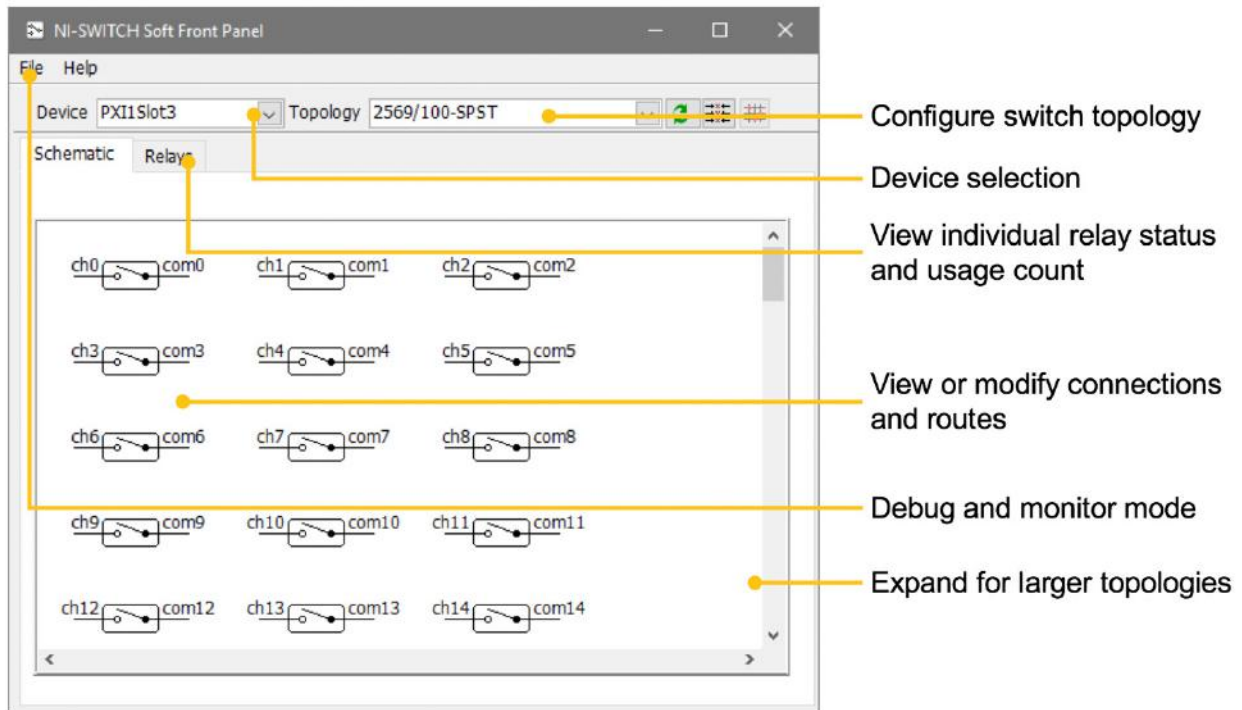 NI-SWITCH Soft Front Panel
File Help
Device PXI1Slot3 Topology 2569/100-SPST
Schematic Relays
ch0 com0 ch1 com1 ch2 com2
ch3 com3 ch4 com4 ch5 com5
ch6 com6 ch7 com7 ch8 com8
ch9 com9 ch10 com10 ch11 com11
ch12 com12 ch13 com13 ch14 com14
Configure switch topology
Device selection
View individual relay status
and usage count
View or modify connections
and routes
Debug and monitor mode
Expand for larger topologies